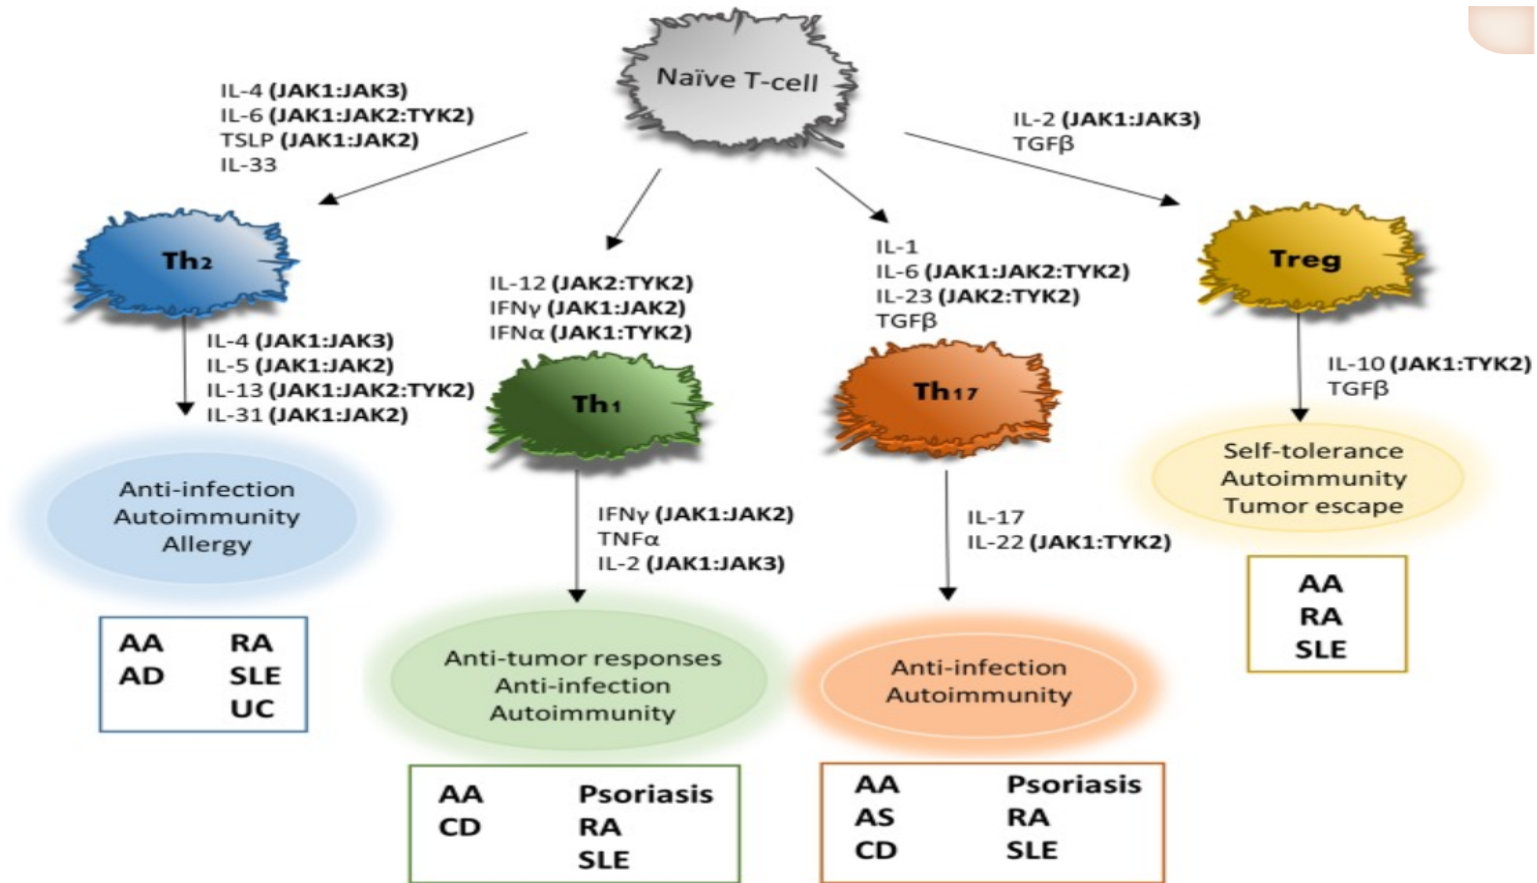 Naïve T-cell
IL-4 (JAK1:JAK3)
IL-6 (JAK1:JAK2:TYK2)
TSLP (JAK1:JAK2)
IL-33
IL-2 (JAK1:JAK3)
TGFβ
Th2
IL-4 (JAK1:JAK3)
IL-5 (JAK1:JAK2)
IL-13 (JAK1:JAK2:TYK2)
IL-31 (JAK1:JAK2)
Anti-infection
Autoimmunity
Allergy
AA RA
AD SLE
UC
IL-12 (JAK2:TYK2)
IFNγ (JAK1:JAK2)
IFNα (JAK1:TYK2)
Th1
IFNγ (JAK1:JAK2)
TNFα
IL-2 (JAK1:JAK3)
Anti-tumor responses
Anti-infection
Autoimmunity
AA Psoriasis
CD RA
SLE
IL-1
IL-6 (JAK1:JAK2:TYK2)
IL-23 (JAK2:TYK2)
TGFβ
Th17
IL-17
IL-22 (JAK1:TYK2)
Anti-infection
Autoimmunity
AA Psoriasis
AS RA
CD SLE
Treg
IL-10 (JAK1:TYK2)
TGFβ
Self-tolerance
Autoimmunity
Tumor escape
AA
RA
SLE